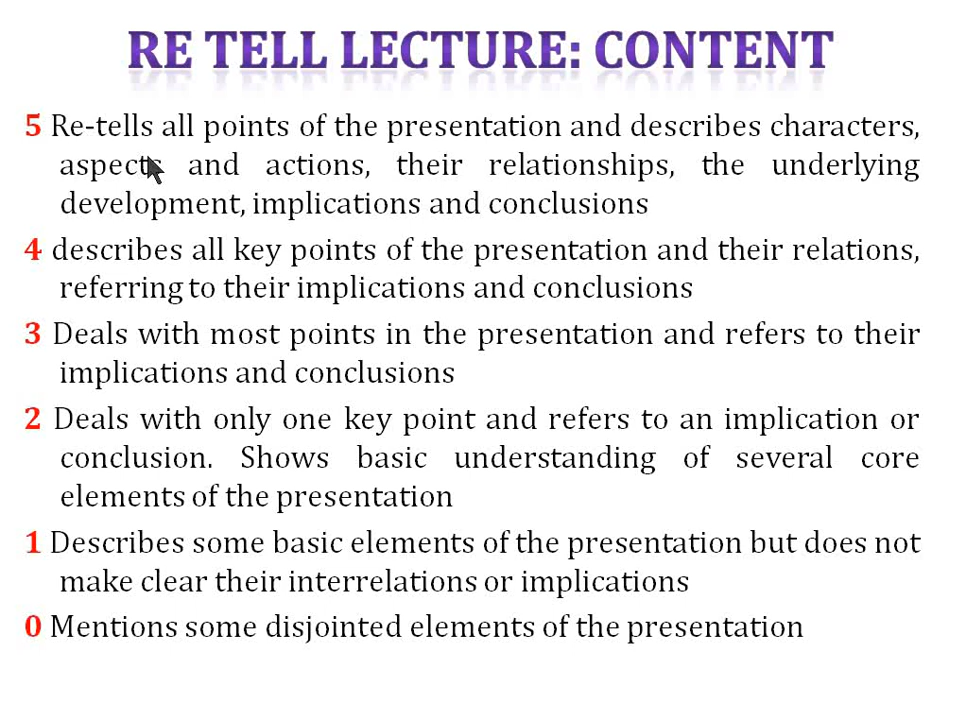 RE TELL LECTURE: CONTENT
5 Re-tells all points of the presentation and describes characters,
aspects and actions, their relationships, the underlying
development, implications and conclusions
4 describes all key points of the presentation and their relations,
referring to their implications and conclusions
3 Deals with most points in the presentation and refers to their
implications and conclusions
2 Deals with only one key point and refers to an implication or
conclusion. Shows basic understanding of several core
elements of the presentation
1 Describes some basic elements of the presentation but does not
make clear their interrelations or implications
0 Mentions some disjointed elements of the presentation